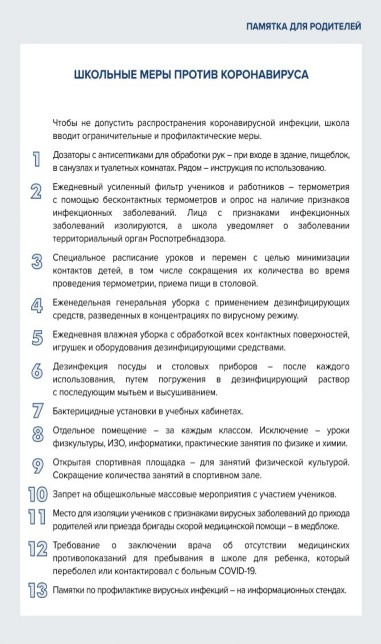 ПАМЯТКА ДЛЯ РОДИТЕЛЕЙ
ШКОЛЬНЫЕ МЕРЫ ПРОТИВ КОРОНАВИРУСА
Чтобы не допустить распространения коронавирусной инфекции, школа
вводит ограничительные и профилактические меры.
1 Дозаторы с антисептиками для обработки рук – при входе в здание, пищеблок,
в санузлах и туалетных комнатах. Рядом – инструкция по использованию.
2 Ежедневный усиленный фильтр учеников и работников – термометрия
с помощью бесконтактных термометров и опрос на наличие признаков
инфекционных заболеваний. Лица с признаками инфекционных
заболеваний изолируются, а школа уведомляет о заболевании
территориальный орган Роспотребнадзора.
3 Специальное расписание уроков и перемен с целью минимизации
контактов детей, в том числе сокращения их количества во время
проведения термометрии, приема пищи в столовой.
4 Еженедельная генеральная уборка с применением дезинфицирующих
средств, разведенных в концентрациях по вирусному режиму.
5 Ежедневная влажная уборка с обработкой всех контактных поверхностей,
игрушек и оборудования дезинфицирующими средствами.
6 Дезинфекция посуды и столовых приборов – после каждого
использования, путем погружения в дезинфицирующий раствор
с последующим мытьем и высушиванием.
7 Бактерицидные установки в учебных кабинетах.
8 Отдельное помещение – за каждым классом. Исключение – уроки
физкультуры, ИЗО, информатики, практические занятия по физике и химии.
9 Открытая спортивная площадка – для занятий физической культурой.
Сокращение количества занятий в спортивном зале.
10 Запрет на общешкольные массовые мероприятия с участием учеников.
11 Место для изоляции учеников с признаками вирусных заболеваний до прихода
родителей или приезда бригады скорой медицинской помощи – в медблоке.
12 Требование о заключении врача об отсутствии медицинских
противопоказаний для пребывания в школе для ребенка, который
переболел или контактировал с больным COVID-19.
13 Памятки по профилактике вирусных инфекций – на информационных стендах.